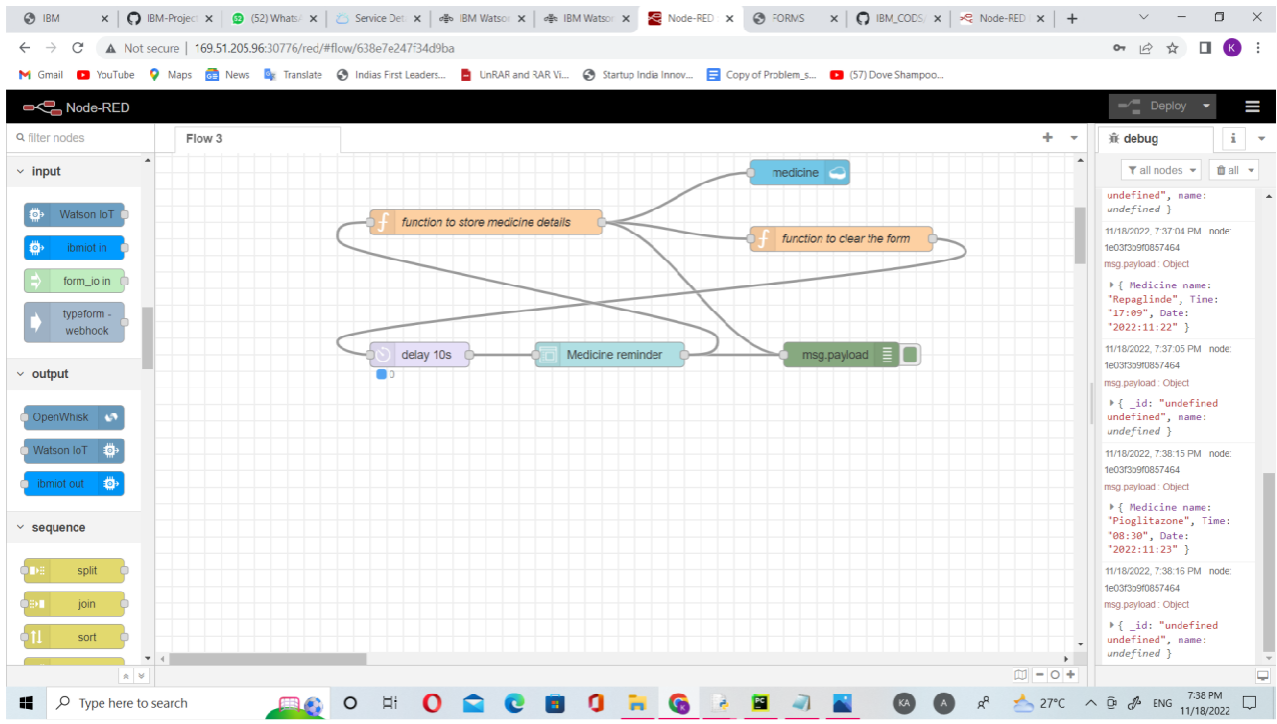 IBM
IBM-Project
(52) WhatsA
Service Det
IBM Watson
IBM Watson
Node-RED
FORMS
IBM_CODS
Node-RED
Not secure | 169.51.205.96:30776/red/#flow/638e7e247f34d9ba
K
Gmail
YouTube
Maps
News
Translate
Indias First Leaders...
UnRAR and RAR Vi...
Startup India Innov...
Copy of Problem_s...
(57) Dove Shampoo...
Node-RED
Deploy
filter nodes
Flow 3
debug
i
all nodes
all
input
Watson IoT
ibmiot in
form_io in
typeform - 
webhock
output
OpenWhisk
Watson IoT
ibmiot out
sequence
split
join
sort
medicine
function to store medicine details
function to clear the form
delay 10s
0
Medicine reminder
msg.payload
undefined", name:
undefined }
11/18/2022, 7:37:04 PM node:
1e03f3b9f0857464
msg.payload : Object
{ Medicine name:
"Repaglinde", Time:
"17:09", Date:
"2022:11:22" }
11/18/2022, 7:37:05 PM node:
1e03f3b9f0857464
msg.payload : Object
{ _id: "undefined
undefined", name:
undefined }
11/18/2022, 7:38:15 PM node:
1e03f3b9f0857464
msg.payload : Object
{ Medicine name:
"Pioglitazone", Time:
"08:30", Date:
"2022:11:23" }
11/18/2022, 7:38:16 PM node:
1e03f3b9f0857464
msg.payload : Object
{ _id: "undefined
undefined", name:
undefined }
Type here to search
KA
A
27°C
ENG
7:38 PM
11/18/2022